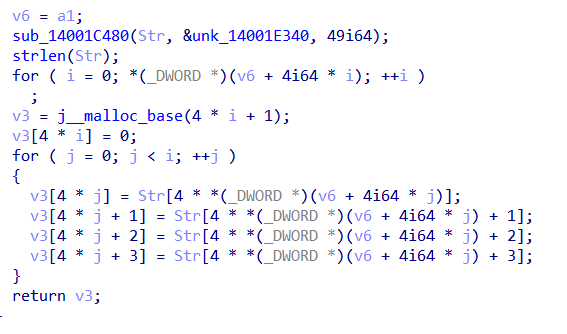 v6 = a1;
sub_14001C480(Str, &unk_14001E340, 49i64);
strlen(Str);
for ( i = 0; *(_DWORD *)(v6 + 4i64 * i); ++i )
;
v3 = j__malloc_base(4 * i + 1);
v3[4 * i] = 0;
for ( j = 0; j < i; ++j )
{
v3[4 * j] = Str[4 * *(_DWORD *)(v6 + 4i64 * j)];
v3[4 * j + 1] = Str[4 * *(_DWORD *)(v6 + 4i64 * j) + 1];
v3[4 * j + 2] = Str[4 * *(_DWORD *)(v6 + 4i64 * j) + 2];
v3[4 * j + 3] = Str[4 * *(_DWORD *)(v6 + 4i64 * j) + 3];
}
return v3;